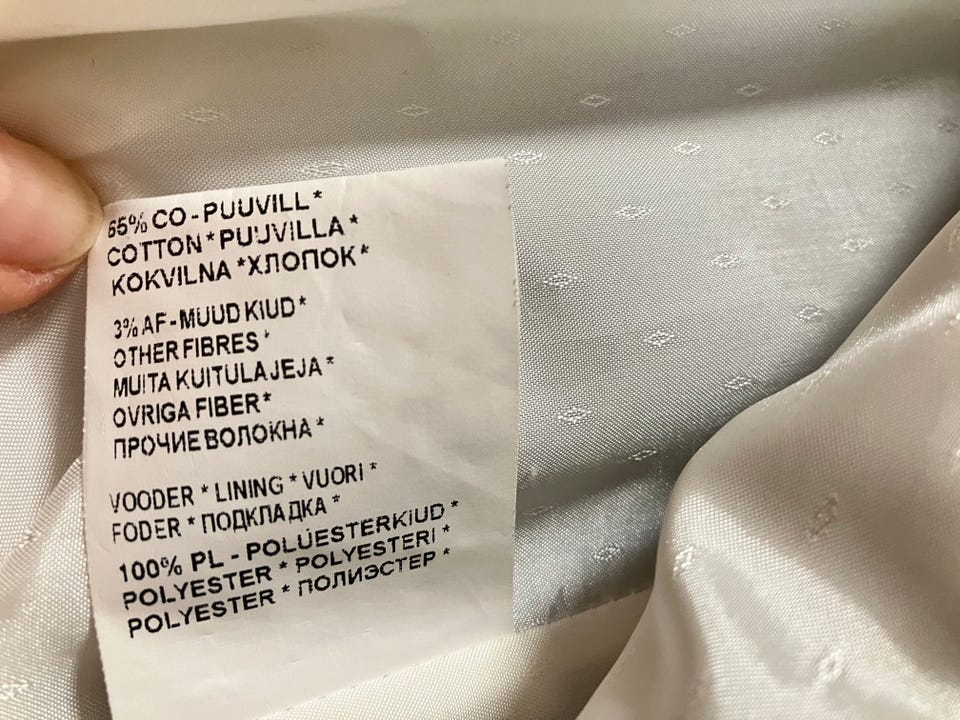 65% CO - PUUVILL*
COTTON*PUUVILLA*
KOKVILNA*ХЛОПОК*
3% AF-MUUD KIUD*
OTHER FIBRES*
MUITA KUITULAJEJA*
OVRIGA FIBER*
ПРОЧИЕ ВОЛОКНА*
VOODER * LINING * VUORI *
FODER * ПОДКЛАДКА *
100% PL - POLÜESTERKIUD *
POLYESTER * POLYESTERI *
POLYESTER * ПОЛИЭСТЕР *